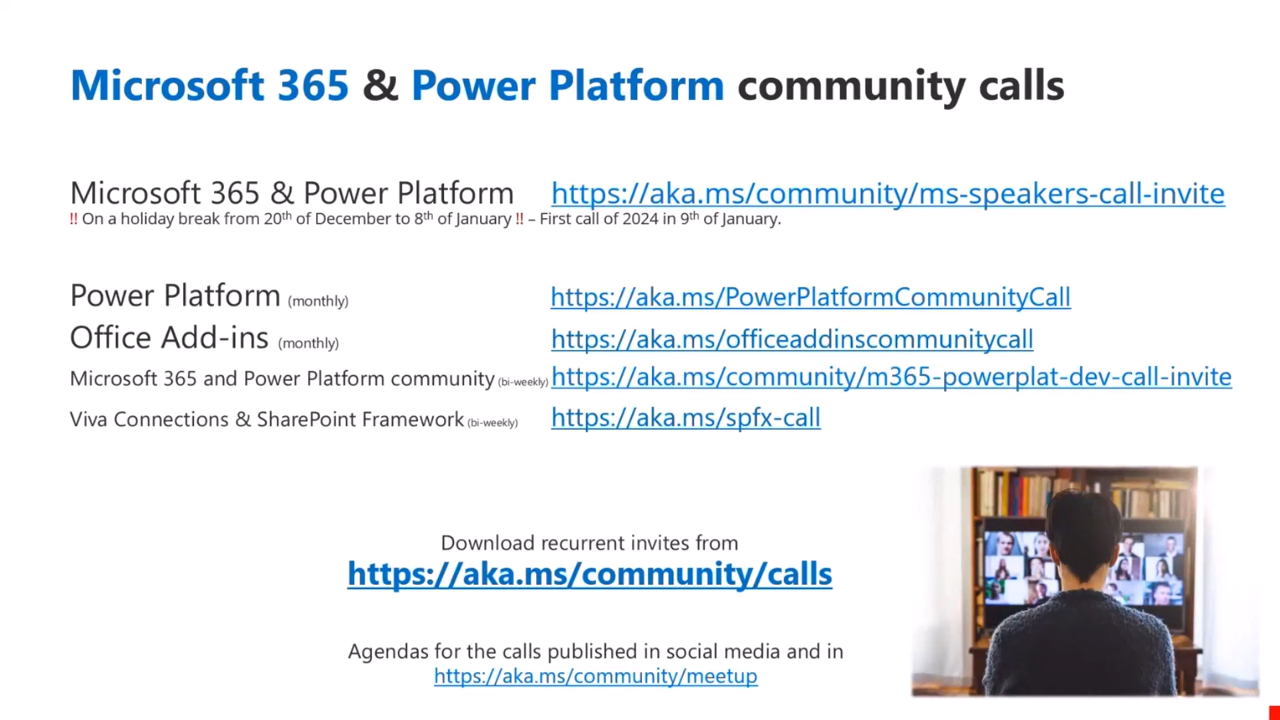 Microsoft 365 & Power Platform community calls
Microsoft 365 & Power Platform https://aka.ms/community/ms-speakers-call-invite
!! On a holiday break from 20th of December to 8th of January !! – First call of 2024 in 9th of January.
Power Platform (monthly) https://aka.ms/PowerPlatformCommunityCall
Office Add-ins (monthly) https://aka.ms/officeaddinscommunitycall
Microsoft 365 and Power Platform community (bi-weekly) https://aka.ms/community/m365-powerplat-dev-call-invite
Viva Connections & SharePoint Framework (bi-weekly) https://aka.ms/spfx-call
Download recurrent invites from
https://aka.ms/community/calls
Agendas for the calls published in social media and in
https://aka.ms/community/meetup